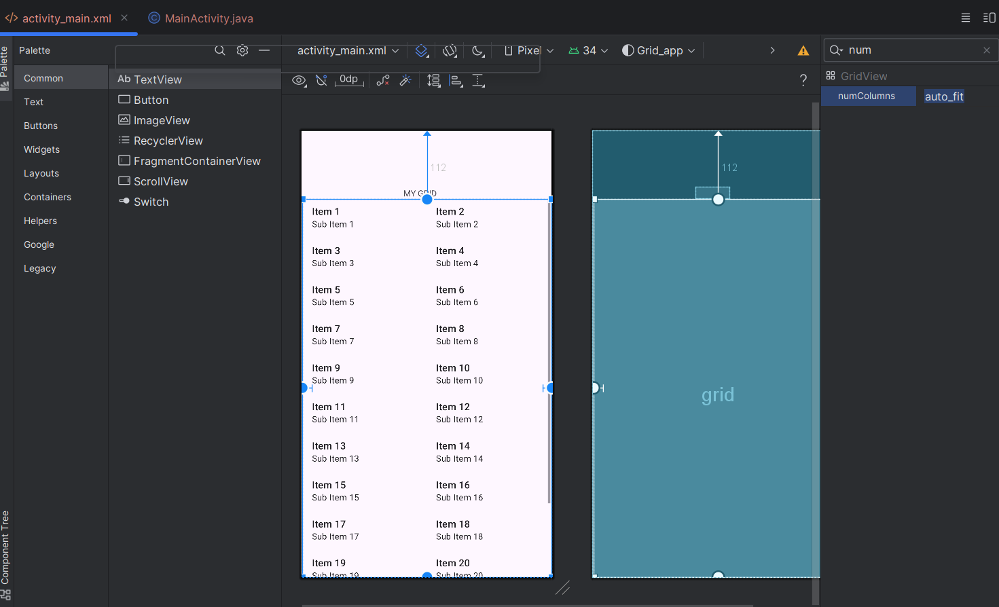 activity_main.xml
MainActivity.java
Palette
Palette
activity_main.xml
Pixel
34
Grid_app
num
Common
Text
Buttons
Widgets
Layouts
Containers
Helpers
Google
Legacy
Ab TextView
Button
ImageView
RecyclerView
FragmentContainerView
ScrollView
Switch
0dp
?
GridView
numColumns auto_fit
112
MY GRID
Item 1 Item 2
Sub Item 1 Sub Item 2
Item 3 Item 4
Sub Item 3 Sub Item 4
Item 5 Item 6
Sub Item 5 Sub Item 6
Item 7 Item 8
Sub Item 7 Sub Item 8
Item 9 Item 10
Sub Item 9 Sub Item 10
Item 11 Item 12
Sub Item 11 Sub Item 12
Item 13 Item 14
Sub Item 13 Sub Item 14
Item 15 Item 16
Sub Item 15 Sub Item 16
Item 17 Item 18
Sub Item 17 Sub Item 18
Item 19 Item 20
Sub Item 19 Sub Item 20
112
grid
Component Tree